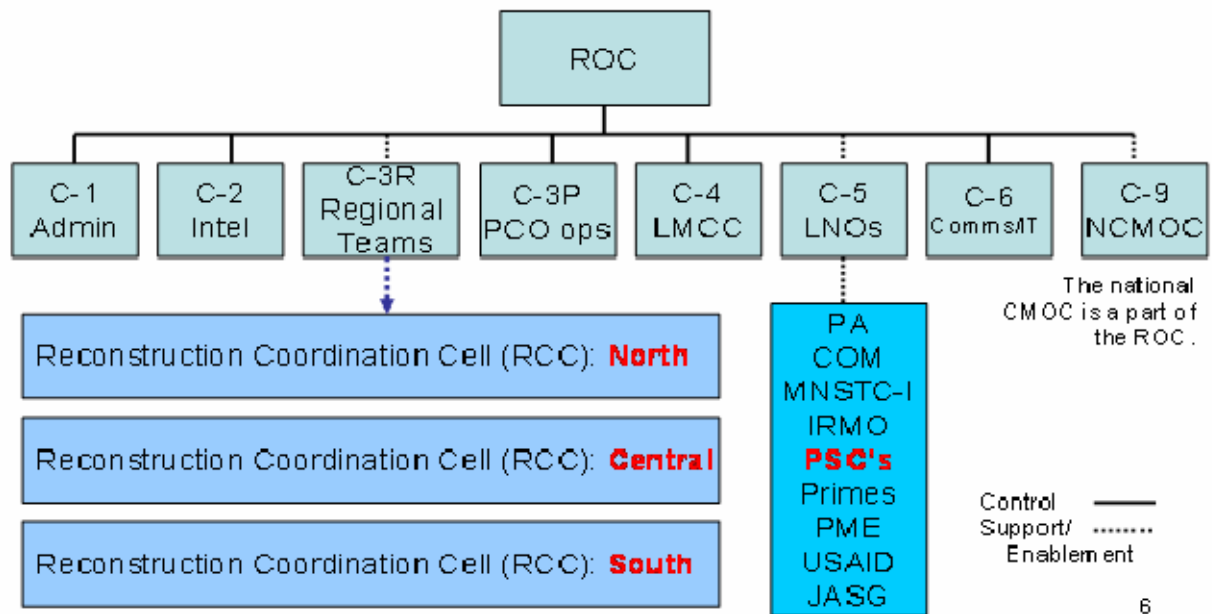 ROC
C-1
Admin
C-2
Intel
C-3R
Regional
Teams
C-3P
PCO ops
C-4
LMCC
C-5
LNOs
C-6
Comms/IT
C-9
NCMOC
The national
CMOC is a part of
the ROC.
Reconstruction Coordination Cell (RCC): North
Reconstruction Coordination Cell (RCC): Central
Reconstruction Coordination Cell (RCC): South
PA
COM
MNSTC-I
IRMO
PSC's
Primes
PME
USAID
JASG
Control
Support/
Enablement
6